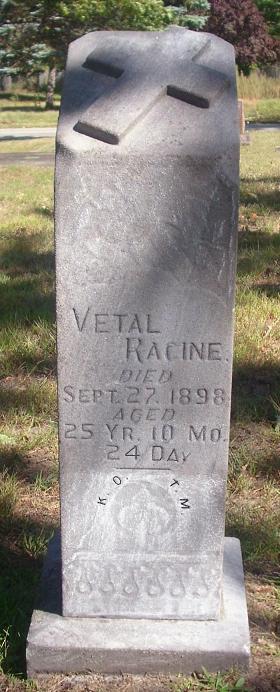 VETAL
RACINE.
DIED
SEPT. 27. 1898
AGED
25 YR. 10 MO.
24 DAY
K. O. T. M.